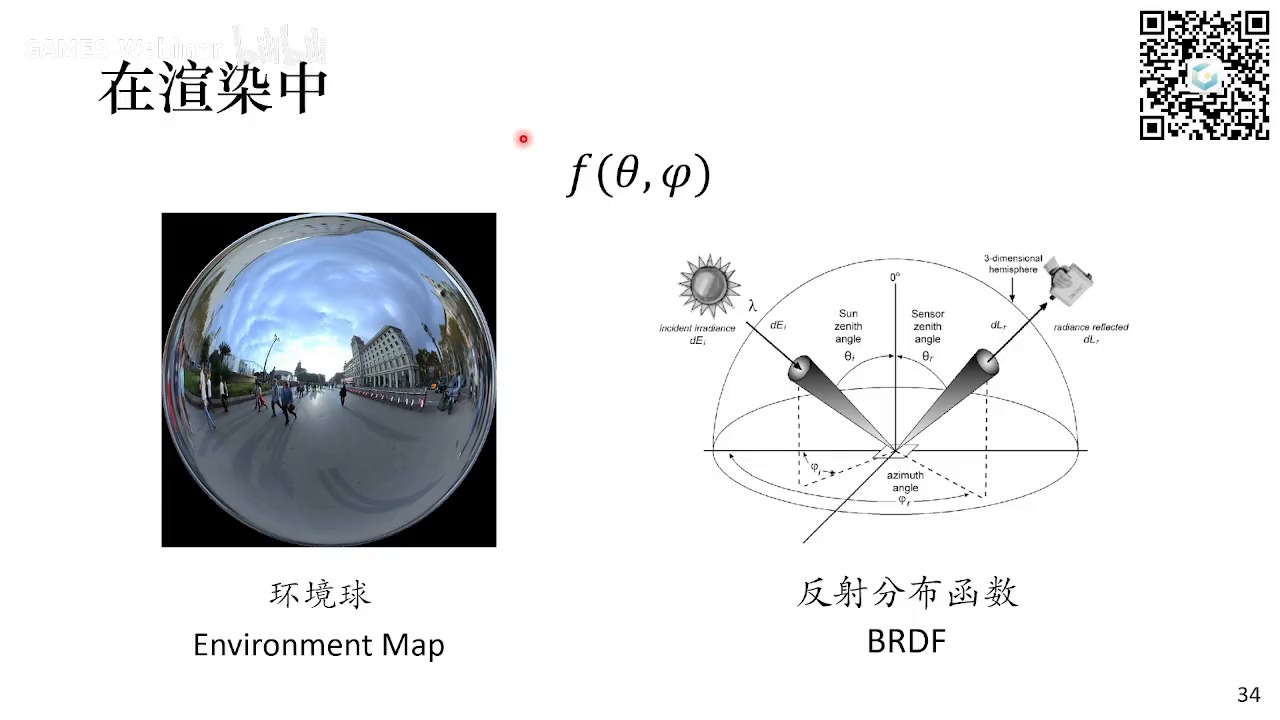 GAMES-Webinar
在渲染中
f(θ,φ)
λ
incident irradiance
dEi
dEi
Sun
zenith
angle
θi
0°
Sensor
zenith
angle
θr
dLr
3-dimensional
hemisphere
radiance reflected
dLr
φi
azimuth
angle
φr
环境球
Environment Map
反射分布函数
BRDF
34